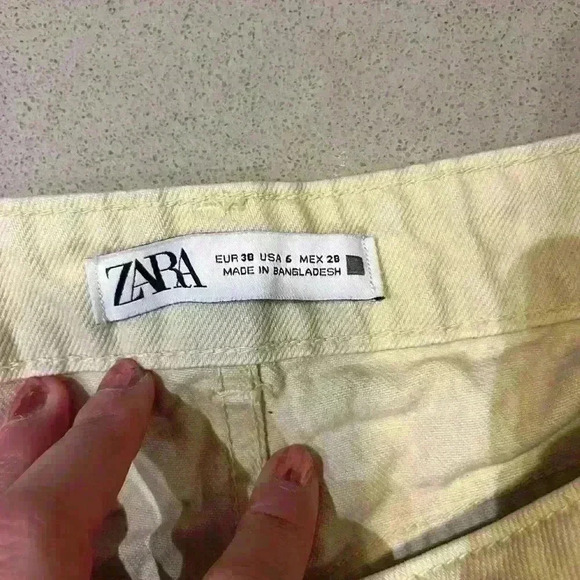 ZARA
EUR 38 USA 6 MEX 28
MADE IN BANGLADESH